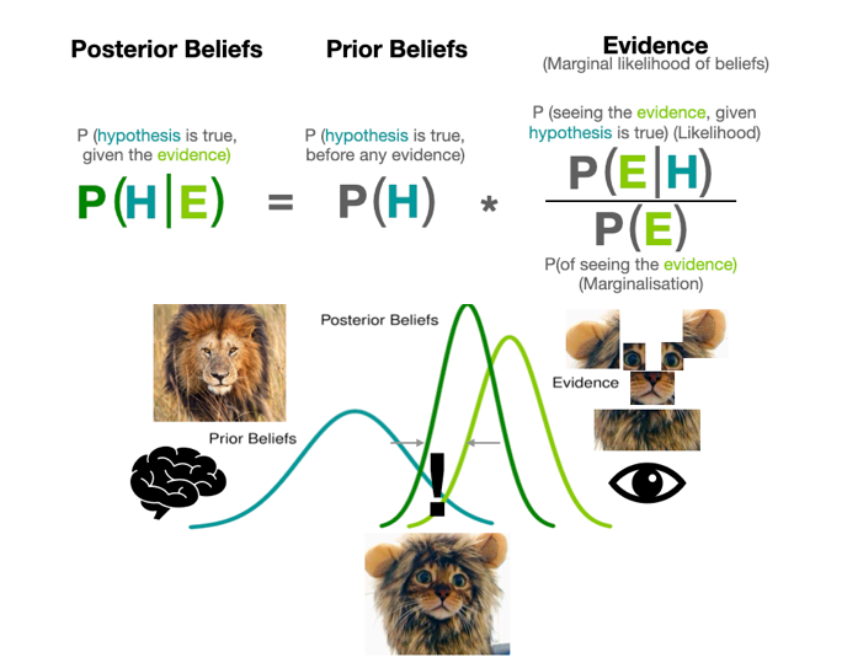 Posterior Beliefs
Prior Beliefs
Evidence
(Marginal likelihood of beliefs)
P (hypothesis is true,
given the evidence)
P(H|E)
=
P (hypothesis is true,
before any evidence)
P(H)
*
P (seeing the evidence, given
hypothesis is true) (Likelihood)
P(E|H)
P(E)
P(of seeing the evidence)
(Marginalisation)
Posterior Beliefs
Evidence
Prior Beliefs
!